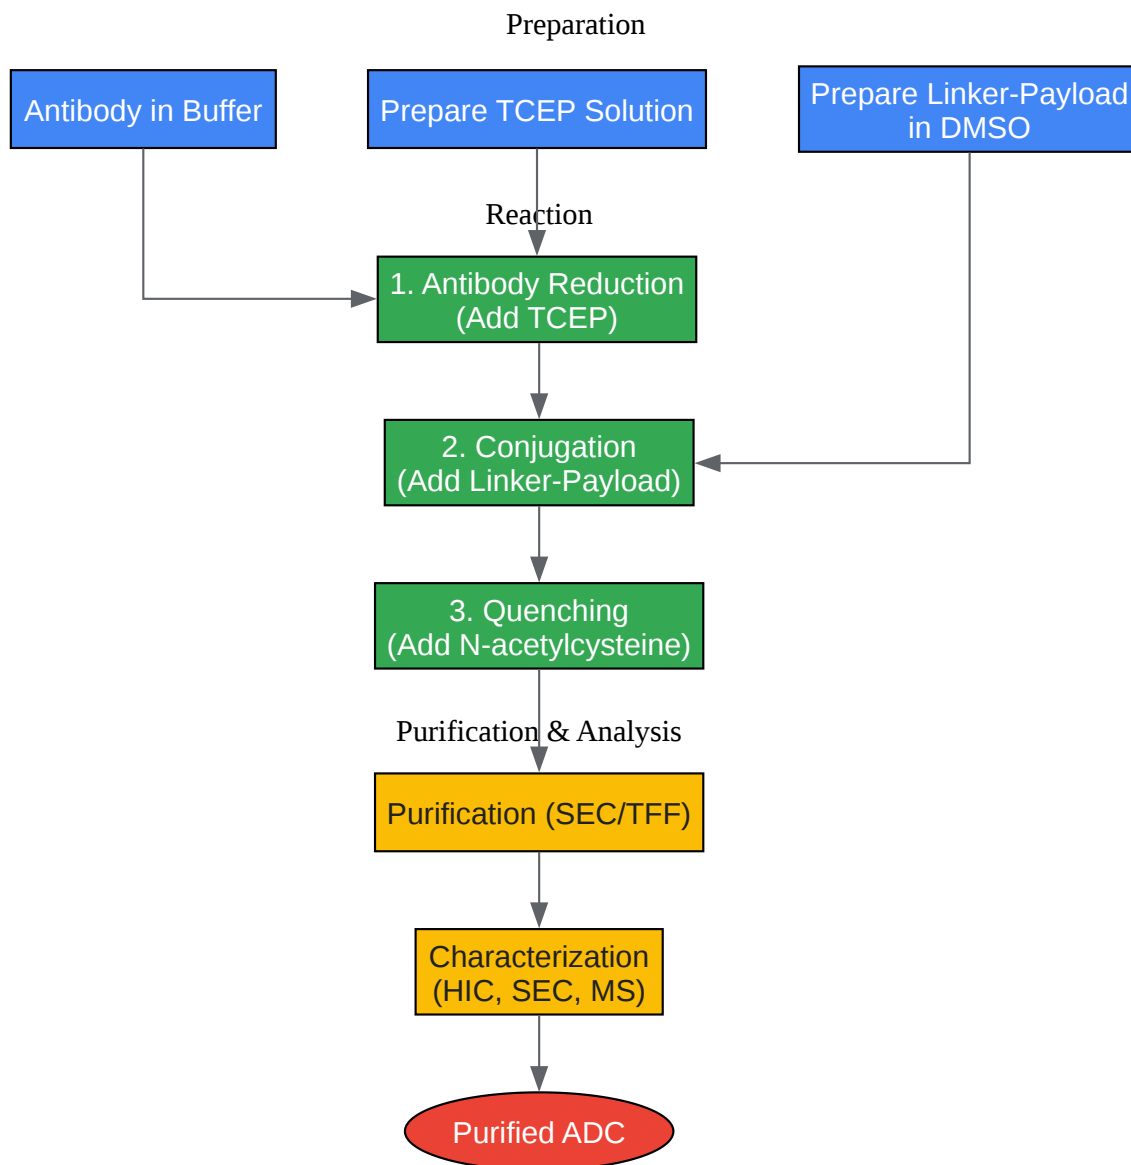 Preparation
Antibody in Buffer
Prepare TCEP Solution
Prepare Linker-Payload
in DMSO
Reaction
1. Antibody Reduction
(Add TCEP)
2. Conjugation
(Add Linker-Payload)
3. Quenching
(Add N-acetylcysteine)
Purification & Analysis
Purification (SEC/TFF)
Characterization
(HIC, SEC, MS)
Purified ADC